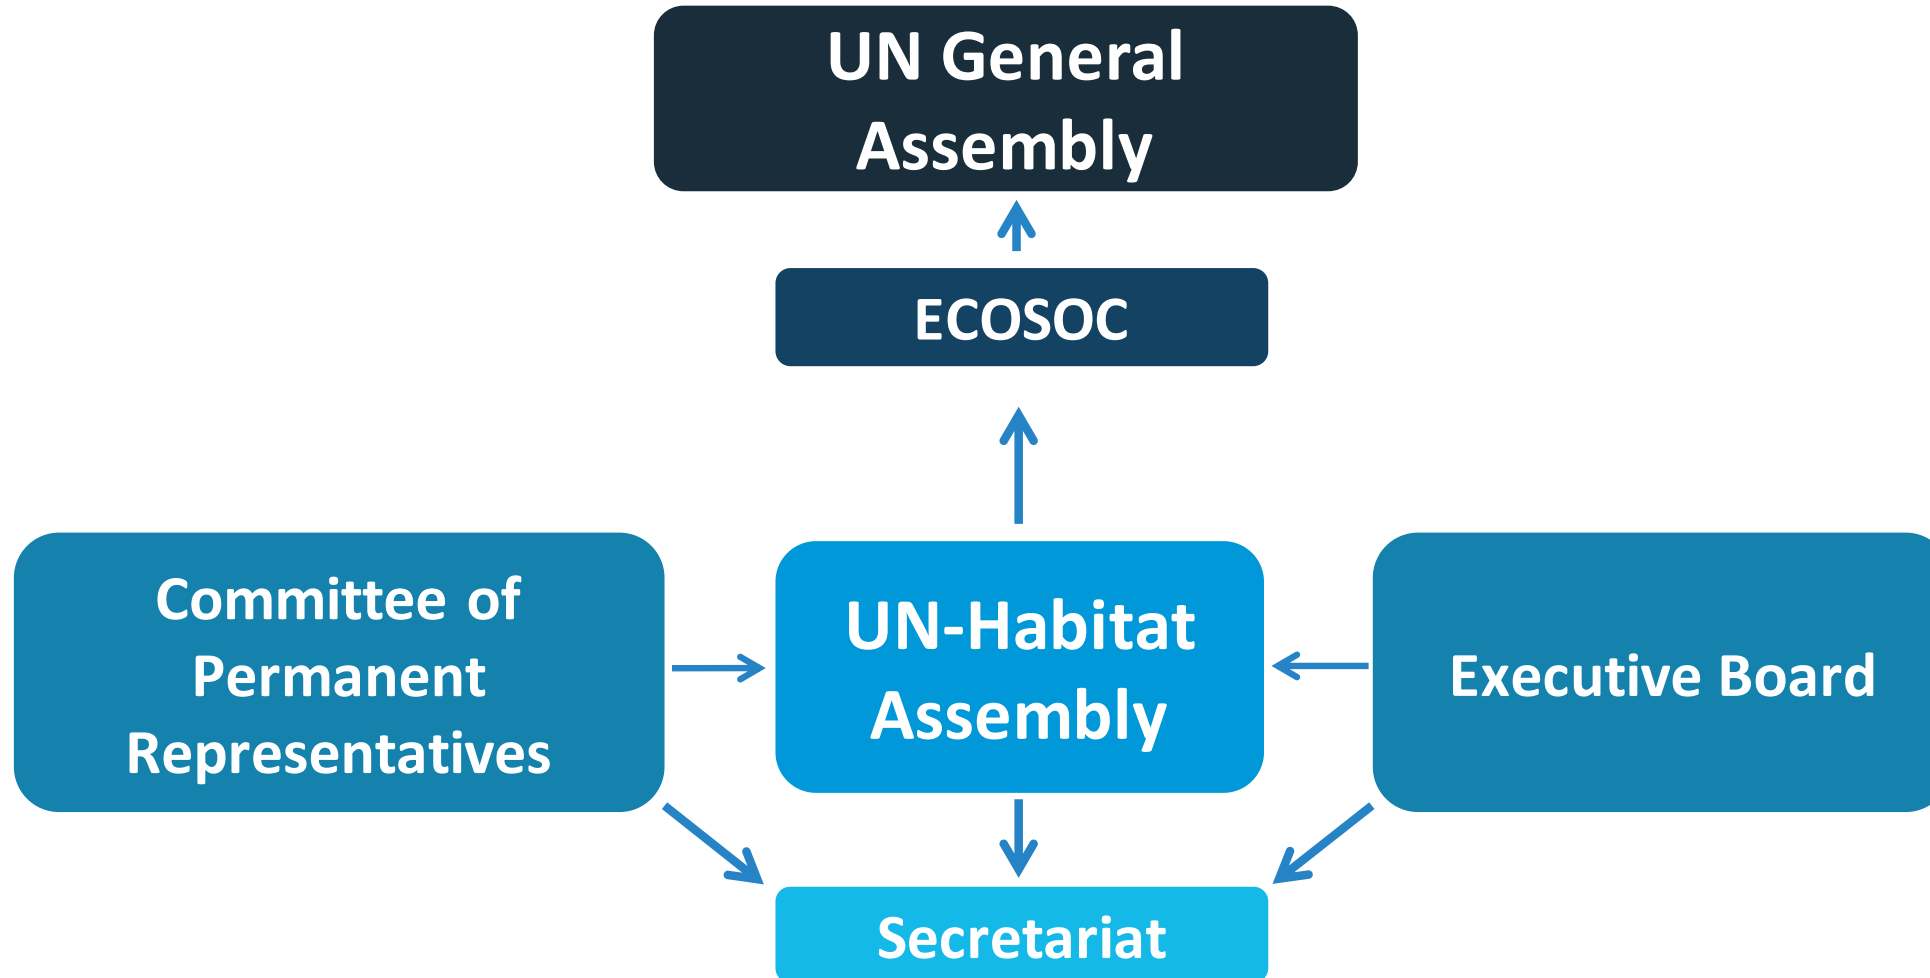 UN General
Assembly
ECOSOC
Committee of
Permanent
Representatives
UN-Habitat
Assembly
Executive Board
Secretariat